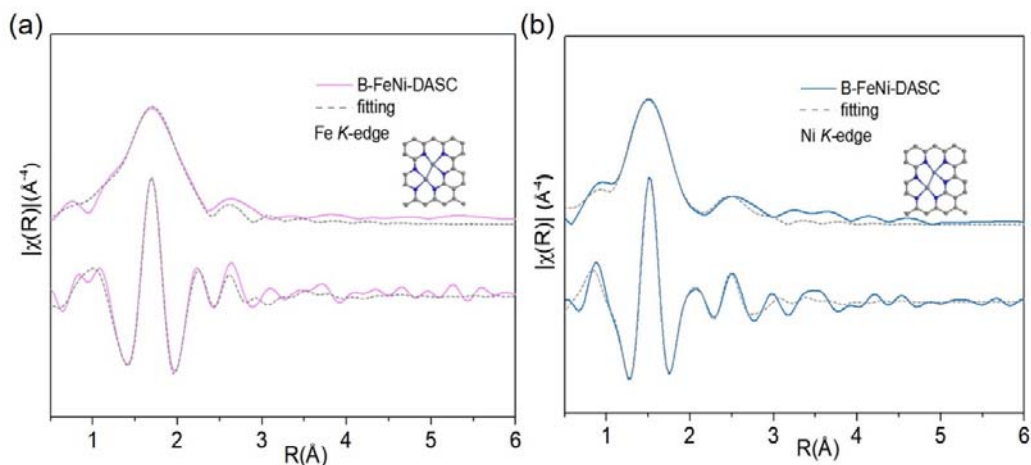 (a)
B-FeNi-DASC
fitting
Fe K-edge
|χ(R)|(Å⁻⁴)
1 2 3 4 5 6
R(Å)
(b)
B-FeNi-DASC
fitting
Ni K-edge
|χ(R)| (Å⁻⁴)
1 2 3 4 5 6
R(Å)